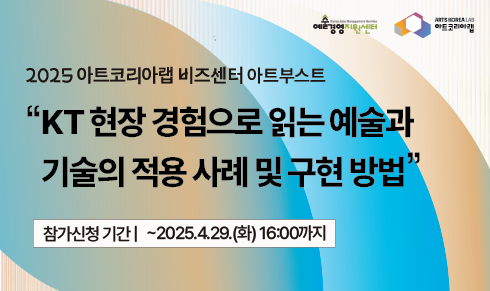 예술경영지원센터
ARTS KOREA LAB
아트코리아랩
2025 아트코리아랩 비즈센터 아트부스트
“KT 현장 경험으로 읽는 예술과
기술의 적용 사례 및 구현 방법”
참가신청 기간 | ~2025.4.29.(화) 16:00까지